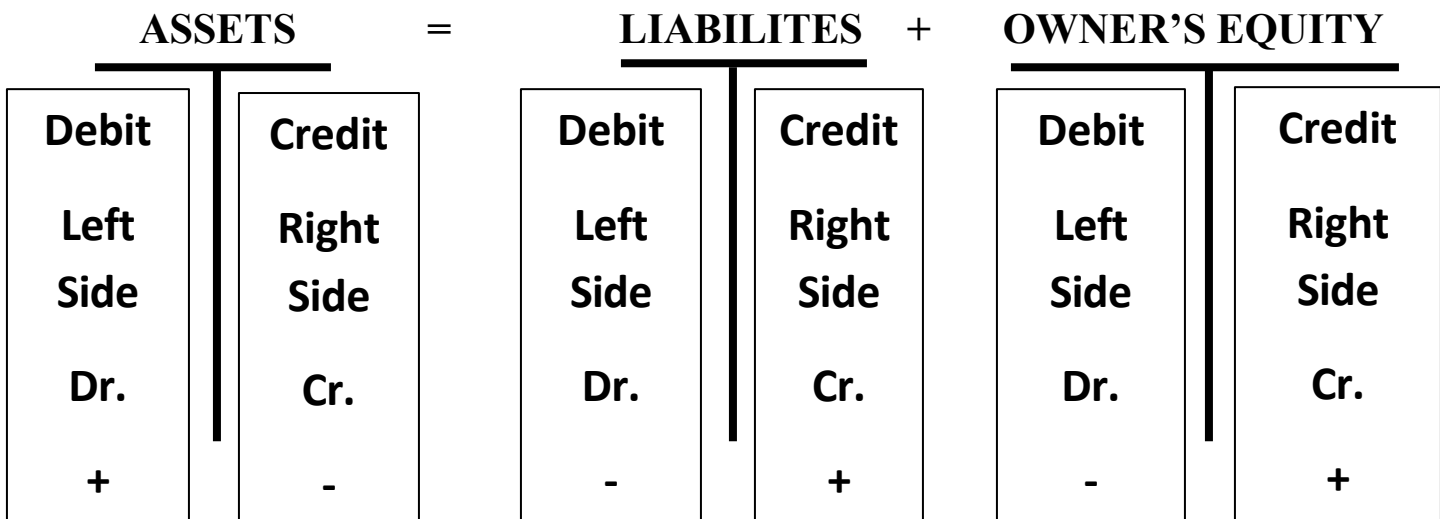 ASSETS = LIABILITES + OWNER'S EQUITY
Debit Credit Debit Credit Debit Credit
Left Right Left Right Left Right
Side Side Side Side Side Side
Dr. Cr. Dr. Cr. Dr. Cr.
+ - - + - +